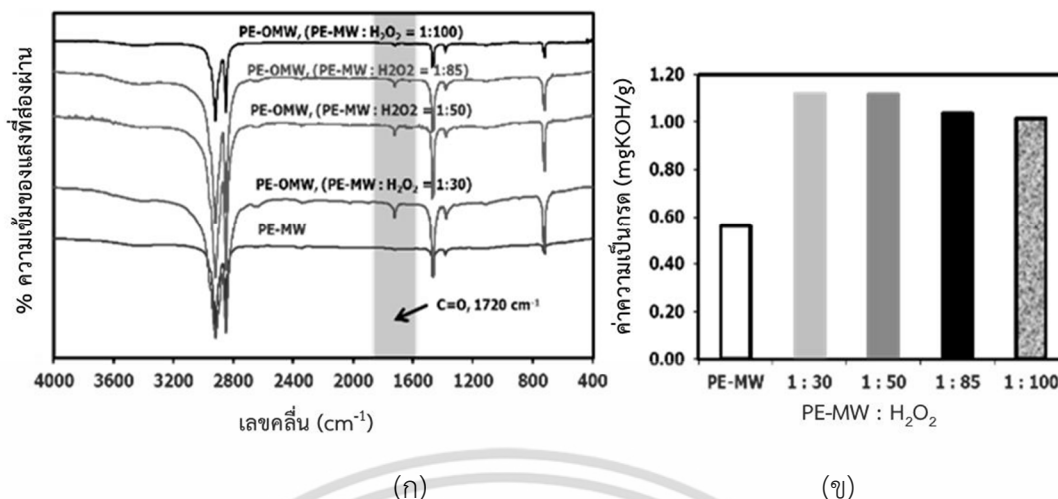 % ความเข้มของแสงที่ส่องผ่าน
PE-OMW, (PE-MW : H₂O₂ = 1:100)
PE-OMW, (PE-MW : H2O2 = 1:85)
PE-OMW, (PE-MW : H2O2 = 1:50)
PE-OMW, (PE-MW : H₂O₂ = 1:30)
PE-MW
C=O, 1720 cm⁻¹
4000 3600 3200 2800 2400 2000 1600 1200 800 400
เลขคลื่น (cm⁻¹)
(ก)
ค่าความเป็นกรด (mgKOH/g)
1.20
1.00
0.80
0.60
0.40
0.20
0.00
PE-MW 1 : 30 1 : 50 1 : 85 1 : 100
PE-MW : H₂O₂
(ข)